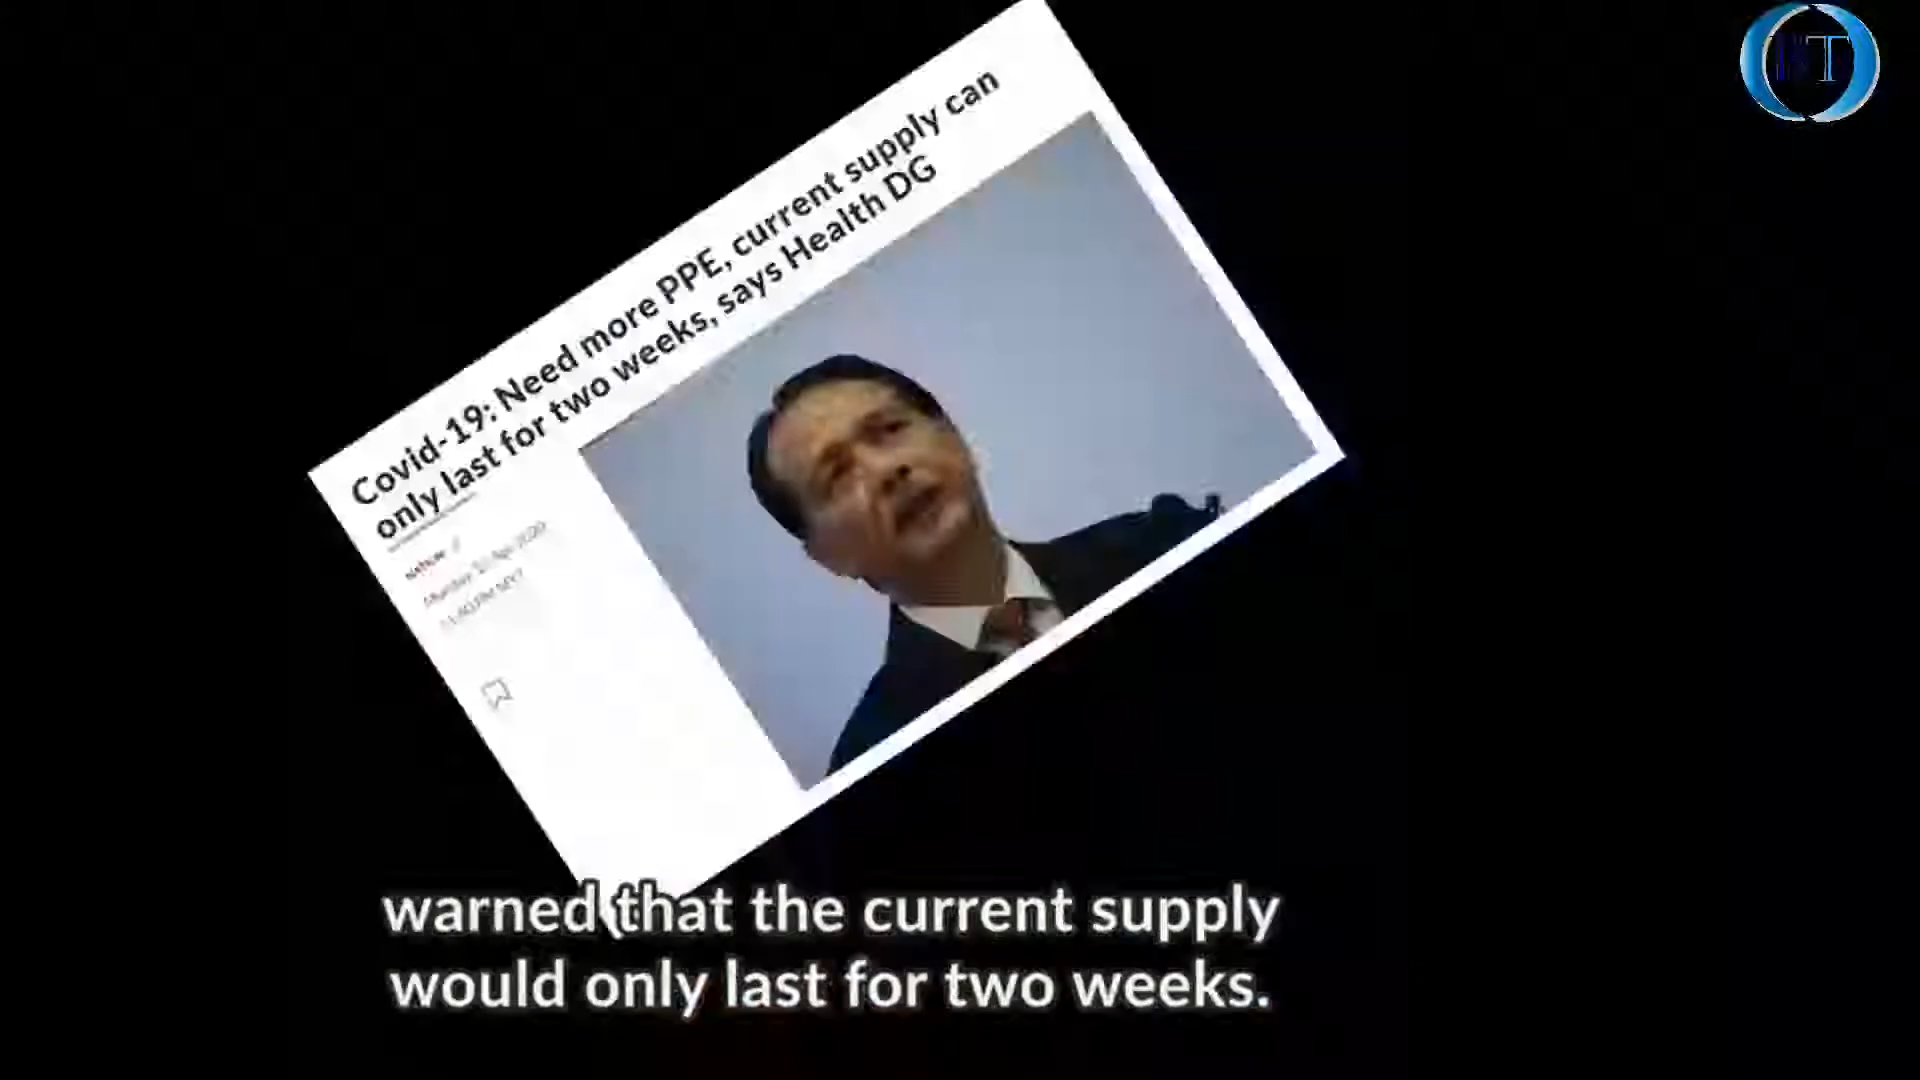 Covid-19: Need more PPE, current supply can
only last for two weeks, says Health DG
NATION
warned that the current supply
would only last for two weeks.